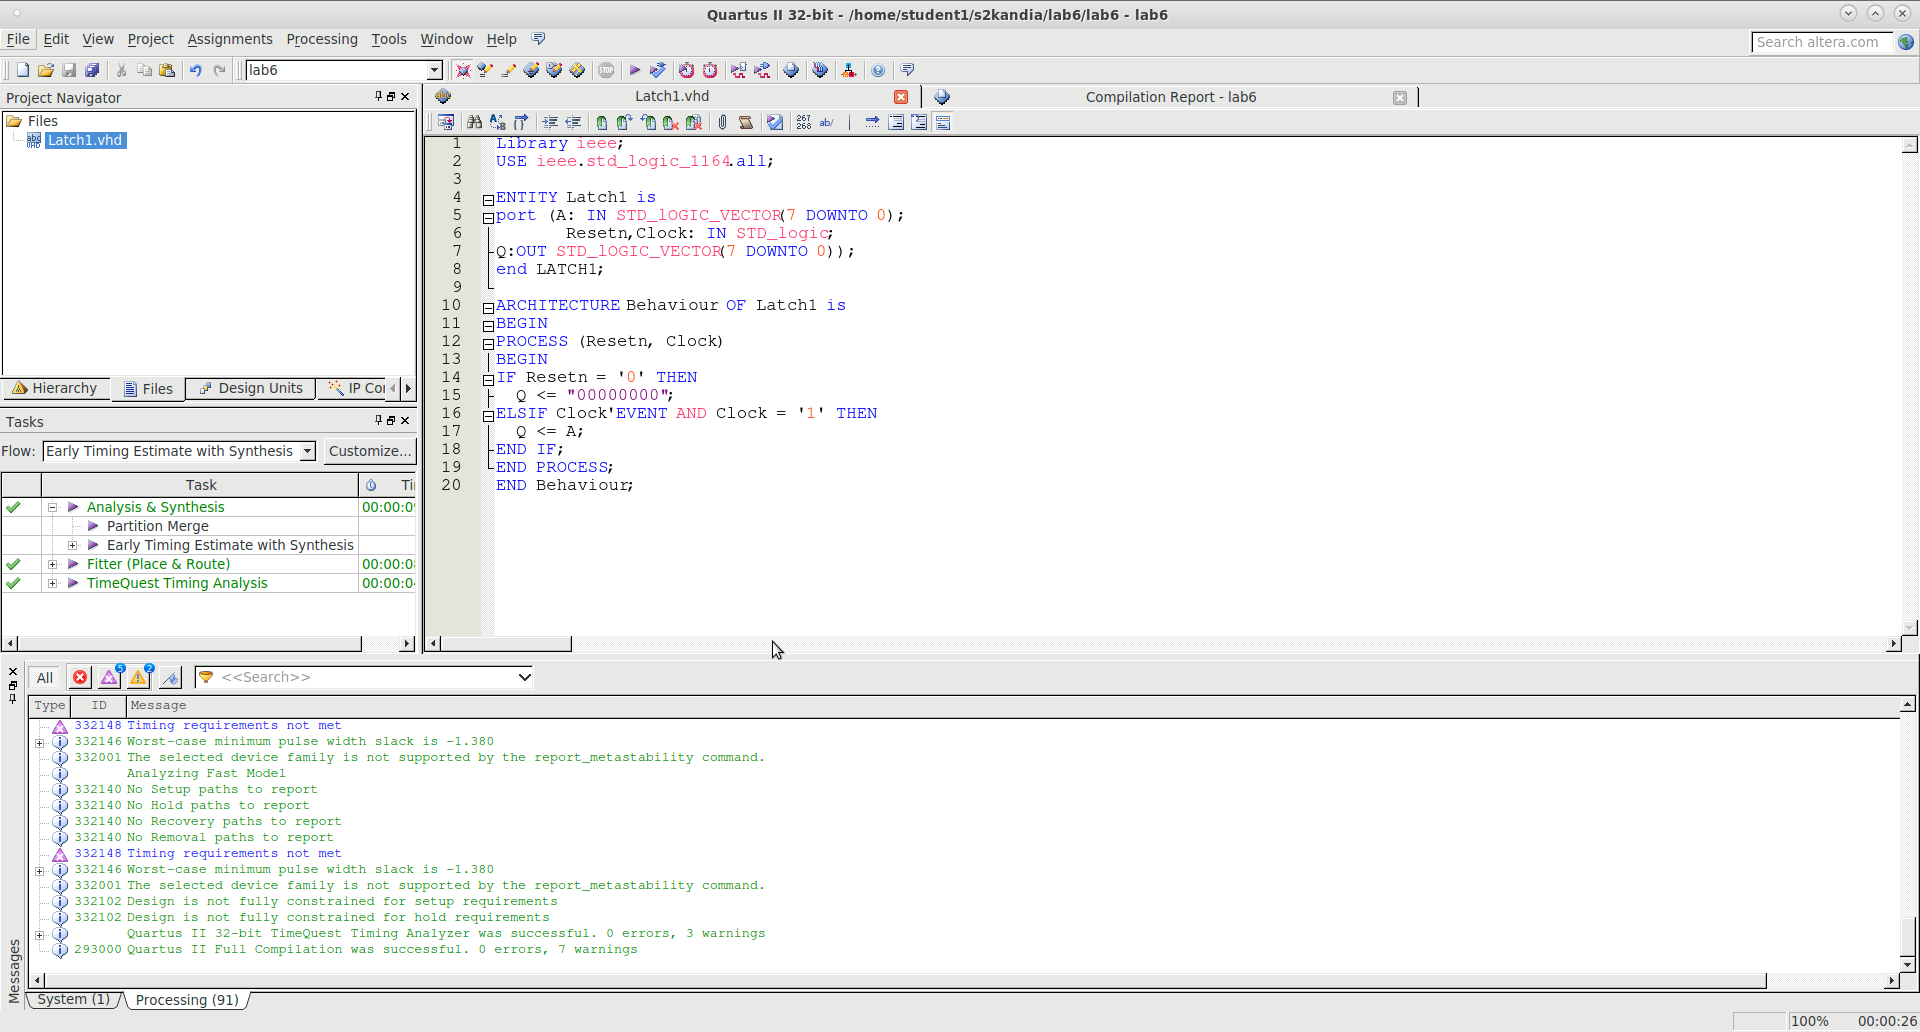 Quartus II 32-bit - /home/student1/s2kandia/lab6/lab6 - lab6
File Edit View Project Assignments Processing Tools Window Help
Search altera.com
lab6
Project Navigator
Files
Latch1.vhd
Hierarchy Files Design Units IP Co
Tasks
Flow: Early Timing Estimate with Synthesis Customize...
Task Ti
Analysis & Synthesis 00:00:0
Partition Merge
Early Timing Estimate with Synthesis
Fitter (Place & Route) 00:00:0
TimeQuest Timing Analysis 00:00:0
Latch1.vhd Compilation Report - lab6
267 268 ab/
1 Library ieee;
2 USE ieee.std_logic_1164.all;
3
4 ENTITY Latch1 is
5 port (A: IN STD_lOGIC_VECTOR(7 DOWNTO 0);
6 Resetn,Clock: IN STD_logic;
7 Q:OUT STD_lOGIC_VECTOR(7 DOWNTO 0));
8 end LATCH1;
9
10 ARCHITECTURE Behaviour OF Latch1 is
11 BEGIN
12 PROCESS (Resetn, Clock)
13 BEGIN
14 IF Resetn = '0' THEN
15 Q <= "00000000";
16 ELSIF Clock'EVENT AND Clock = '1' THEN
17 Q <= A;
18 END IF;
19 END PROCESS;
20 END Behaviour;
All 5 2 <<Search>>
Type ID Message
332148 Timing requirements not met
332146 Worst-case minimum pulse width slack is -1.380
332001 The selected device family is not supported by the report_metastability command.
Analyzing Fast Model
332140 No Setup paths to report
332140 No Hold paths to report
332140 No Recovery paths to report
332140 No Removal paths to report
332148 Timing requirements not met
332146 Worst-case minimum pulse width slack is -1.380
332001 The selected device family is not supported by the report_metastability command.
332102 Design is not fully constrained for setup requirements
332102 Design is not fully constrained for hold requirements
Quartus II 32-bit TimeQuest Timing Analyzer was successful. 0 errors, 3 warnings
293000 Quartus II Full Compilation was successful. 0 errors, 7 warnings
Messages
System (1) Processing (91)
100% 00:00:26